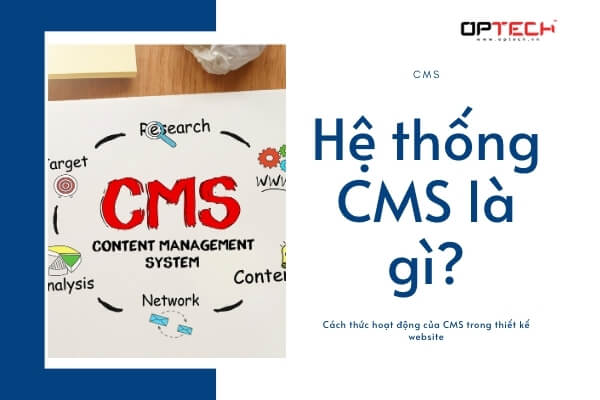 OPTECH
www.optech.vn
CMS
Hệ thống
CMS là
gì?
Cách thức hoạt động của CMS trong thiết kế
website
Research
Target
WWW
CMS
CONTENT MANAGEMENT
SYSTEM
nalysis
Conten
Network